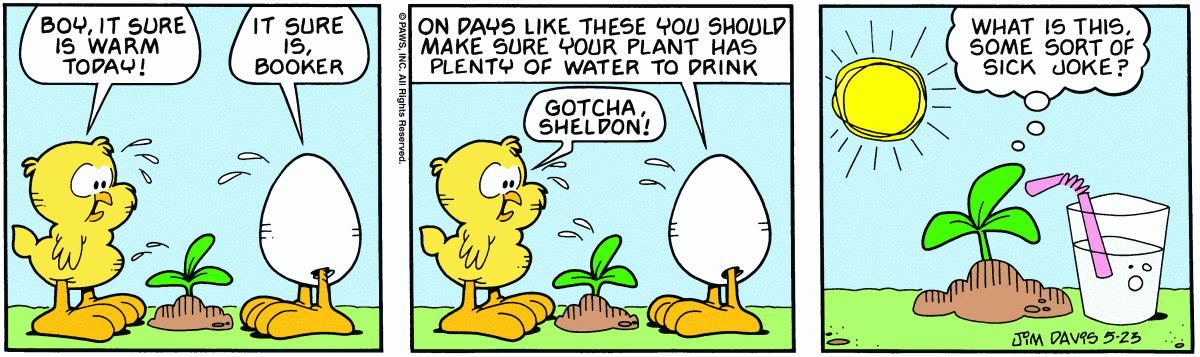 BOY, IT SURE
IS WARM
TODAY!
IT SURE
IS,
BOOKER
© PAWS, INC. All Rights Reserved.
ON DAYS LIKE THESE YOU SHOULD
MAKE SURE YOUR PLANT HAS
PLENTY OF WATER TO DRINK
GOTCHA,
SHELDON!
WHAT IS THIS,
SOME SORT OF
SICK JOKE?
JIM DAVIS 5-23